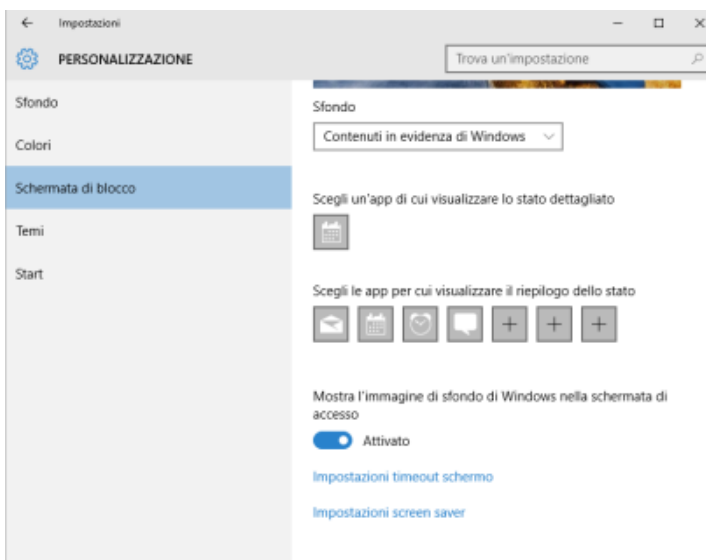 Impostazioni
PERSONALIZZAZIONE
Trova un'impostazione
Sfondo
Colori
Schermata di blocco
Temi
Start
Sfondo
Contenuti in evidenza di Windows
Scegli un'app di cui visualizzare lo stato dettagliato
Scegli le app per cui visualizzare il riepilogo dello stato
Mostra l'immagine di sfondo di Windows nella schermata di
accesso
Attivato
Impostazioni timeout schermo
Impostazioni screen saver